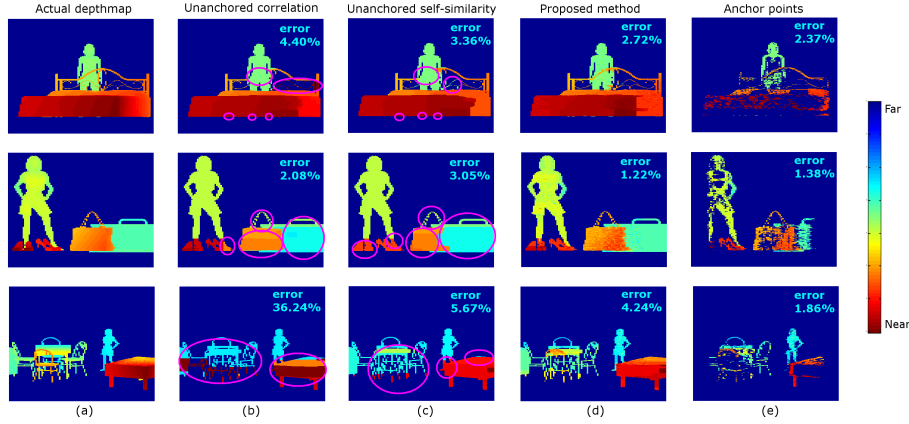 Actual depthmap
Unanchored correlation
Unanchored self-similarity
Proposed method
Anchor points
error
4.40%
error
3.36%
error
2.72%
error
2.37%
Far
error
2.08%
error
3.05%
error
1.22%
error
1.38%
error
36.24%
error
5.67%
error
4.24%
error
1.86%
Near
(a)
(b)
(c)
(d)
(e)